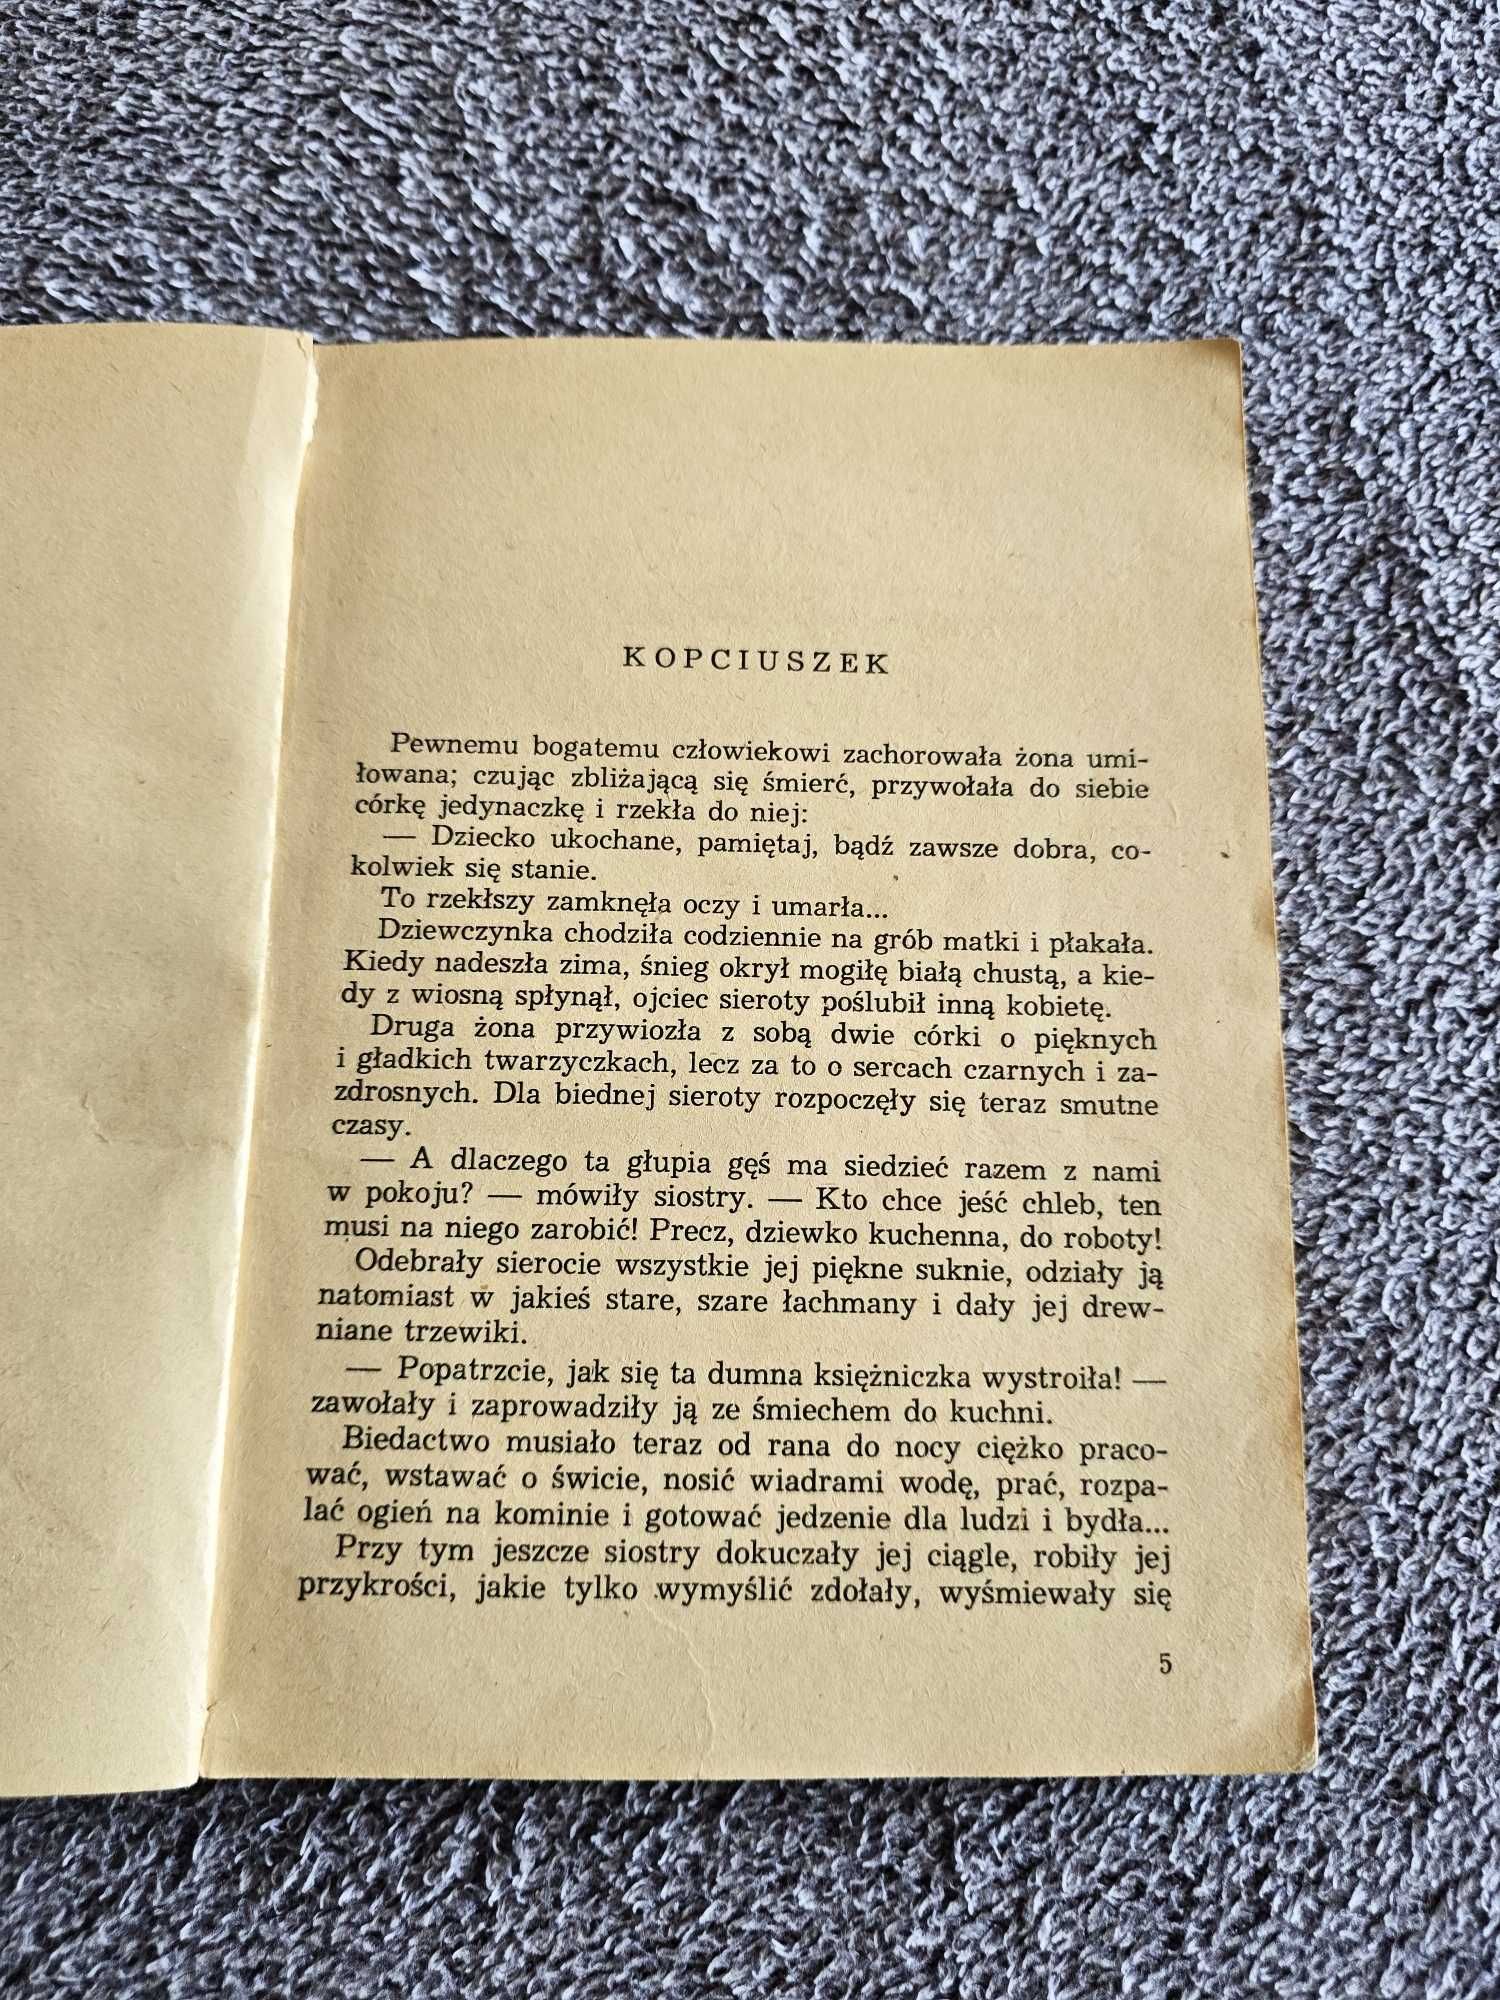 KOPCIUSZEK
Pewnemu bogatemu człowiekowi zachorowała żona umi-
łowana; czując zbliżającą się śmierć, przywołała do siebie
córkę jedynaczkę i rzekła do niej:
— Dziecko ukochane, pamiętaj, bądź zawsze dobra, co-
kolwiek się stanie.
To rzekłszy zamknęła oczy i umarła...
Dziewczynka chodziła codziennie na grób matki i płakała.
Kiedy nadeszła zima, śnieg okrył mogiłę białą chustą, a kie-
dy z wiosną spłynął, ojciec sieroty poślubił inną kobietę.
Druga żona przywiozła z sobą dwie córki o pięknych
i gładkich twarzyczkach, lecz za to o sercach czarnych i za-
zdrosnych. Dla biednej sieroty rozpoczęły się teraz smutne
czasy.
— A dlaczego ta głupia gęś ma siedzieć razem z nami
w pokoju? — mówiły siostry. — Kto chce jeść chleb, ten
musi na niego zarobić! Precz, dziewko kuchenna, do roboty!
Odebrały sierocie wszystkie jej piękne suknie, odziały ją
natomiast w jakieś stare, szare łachmany i dały jej drew-
niane trzewiki.
— Popatrzcie, jak się ta dumna księżniczka wystroiła! —
zawołały i zaprowadziły ją ze śmiechem do kuchni.
Biedactwo musiało teraz od rana do nocy ciężko praco-
wać, wstawać o świcie, nosić wiadrami wodę, prać, rozpa-
lać ogień na kominie i gotować jedzenie dla ludzi i bydła...
Przy tym jeszcze siostry dokuczały jej ciągle, robiły jej
przykrości, jakie tylko wymyślić zdołały, wyśmiewały się
5